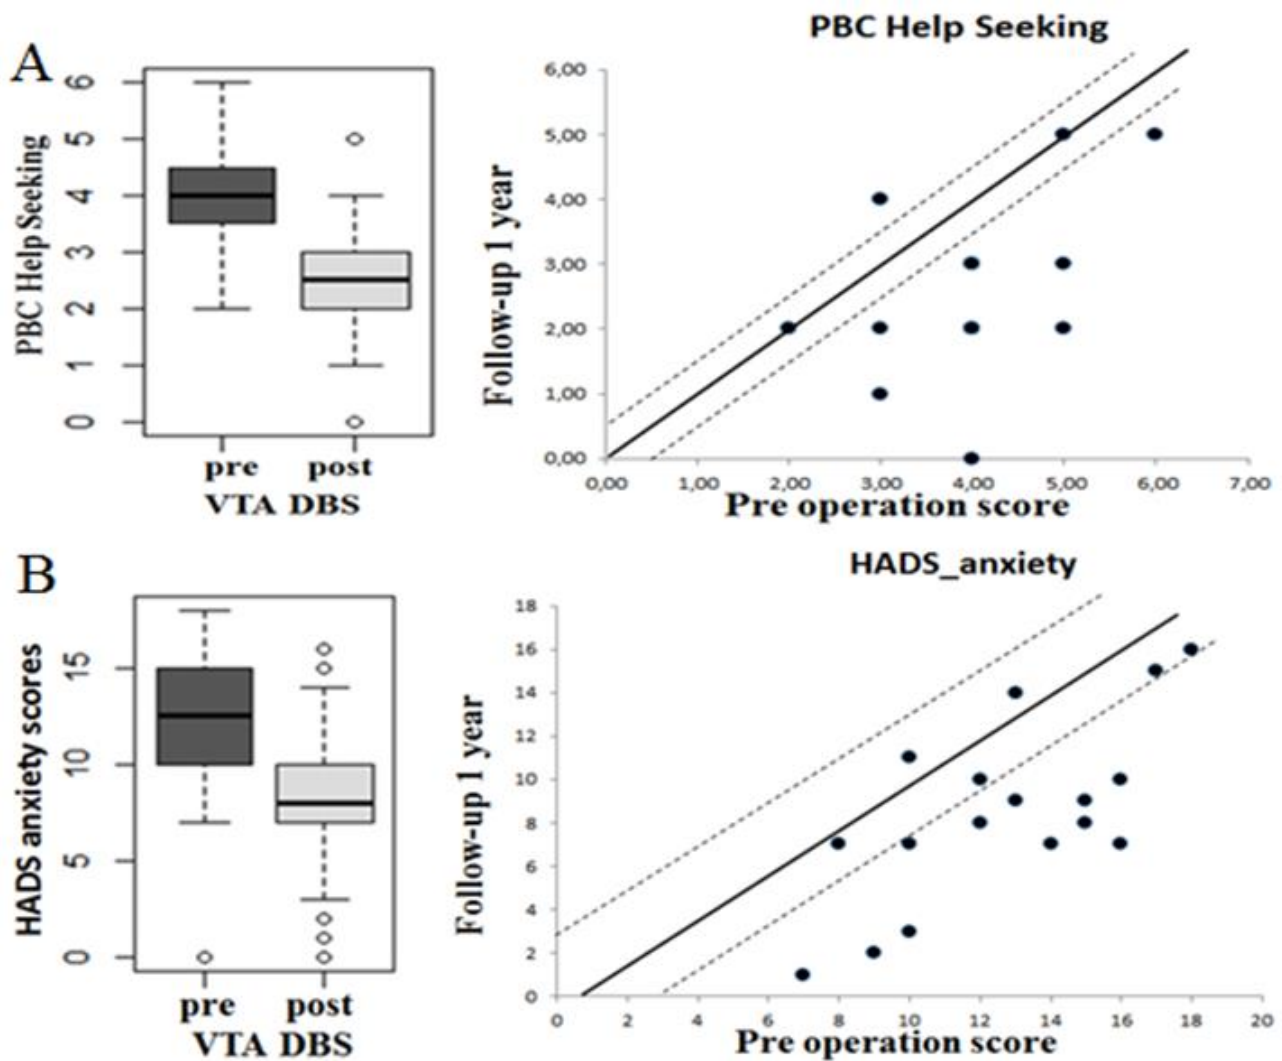 A
PBC Help Seeking
6
5
4
3
2
1
0
pre post
VTA DBS
PBC Help Seeking
Follow-up 1 year
6,00
5,00
4,00
3,00
2,00
1,00
0,00
0,00 1,00 2,00 3,00 4,00 5,00 6,00 7,00
Pre operation score
B
HADS anxiety scores
15
10
5
0
pre post
VTA DBS
HADS_anxiety
Follow-up 1 year
18
16
14
12
10
8
6
4
2
0
0 2 4 6 8 10 12 14 16 18 20
Pre operation score